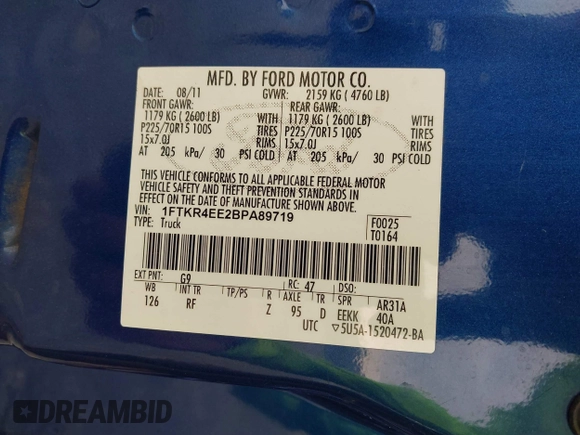 MFD. BY FORD MOTOR CO.
DATE: 08/11 GVWR: 2159 KG ( 4760 LB)
FRONT GAWR: REAR GAWR:
1179 KG ( 2600 LB) WITH 1179 KG ( 2600 LB) WITH
P225/70R15 100S TIRES P225/70R15 100S TIRES
15x7.0J RIMS 15x7.0J RIMS
AT 205 kPa/ 30 PSI COLD AT 205 kPa/ 30 PSI COLD
THIS VEHICLE CONFORMS TO ALL APPLICABLE FEDERAL MOTOR
VEHICLE SAFETY AND THEFT PREVENTION STANDARDS IN
EFFECT ON THE DATE OF MANUFACTURE SHOWN ABOVE.
VIN: 1FTKR4EE2BPA89719 F0025
TYPE: Truck T0164
EXT PNT: G9 RC: 47 DSO:
WB INT TR TP/PS R AXLE TR SPR AR31A
126 RF Z 95 D EEKK 40A
UTC ▽5U5A-1520472-BA
DREAMBID